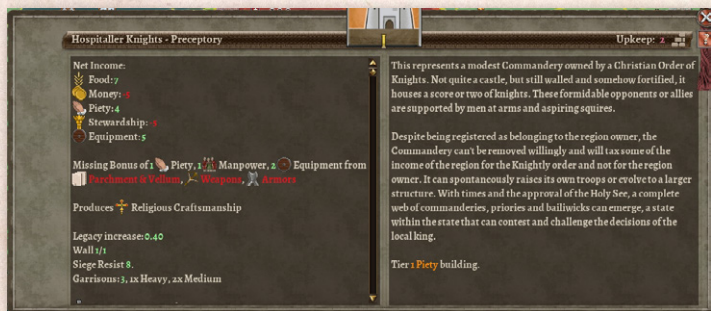 Hospitaller Knights - Preceptory
Upkeep: 2
Net Income:
Food: 7
Money: -5
Piety: 4
Stewardship: -3
Equipment: 5
Missing Bonus of 1 Piety, 1 Manpower, 2 Equipment from
Parchment & Vellum, Weapons, Armors
Produces Religious Craftsmanship
Legacy increase: 0.40
Wall 1/1
Siege Resist 8.
Garrisons: 3, 1x Heavy, 2x Medium
This represents a modest Commandery owned by a Christian Order of
Knights. Not quite a castle, but still walled and somehow fortified, it
houses a score or two of knights. These formidable opponents or allies
are supported by men at arms and aspiring squires.
Despite being registered as belonging to the region owner, the
Commandery can't be removed willingly and will tax some of the
income of the region for the Knightly order and not for the region
owner. It can spontaneously raises its own troops or evolve to a larger
structure. With times and the approval of the Holy See, a complete
web of commanderies, priories and bailiwicks can emerge, a state
within the state that can contest and challenge the decisions of the
local king.
Tier 1 Piety building.